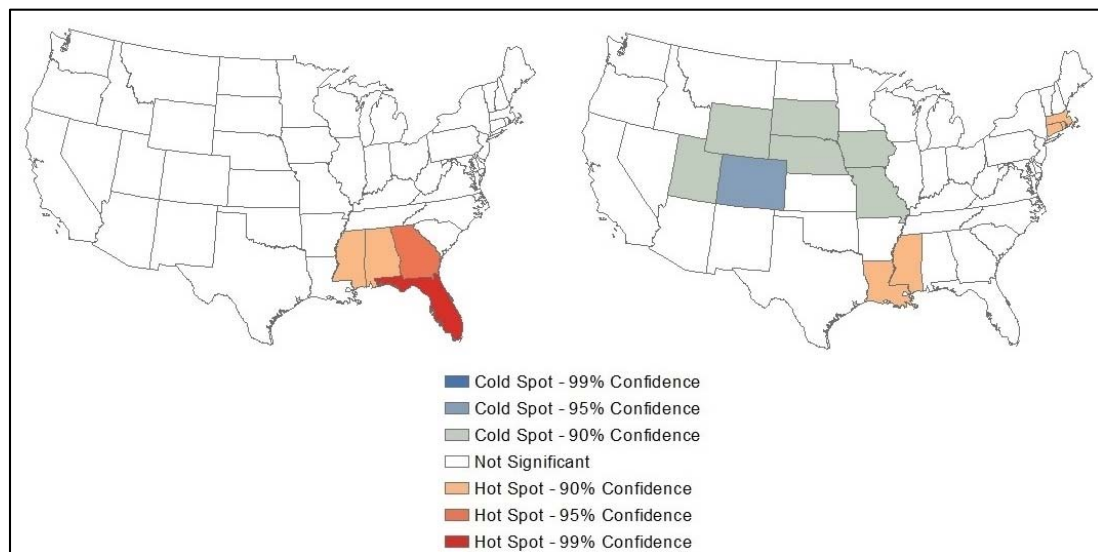 Cold Spot - 99% Confidence
Cold Spot - 95% Confidence
Cold Spot - 90% Confidence
Not Significant
Hot Spot - 90% Confidence
Hot Spot - 95% Confidence
Hot Spot - 99% Confidence